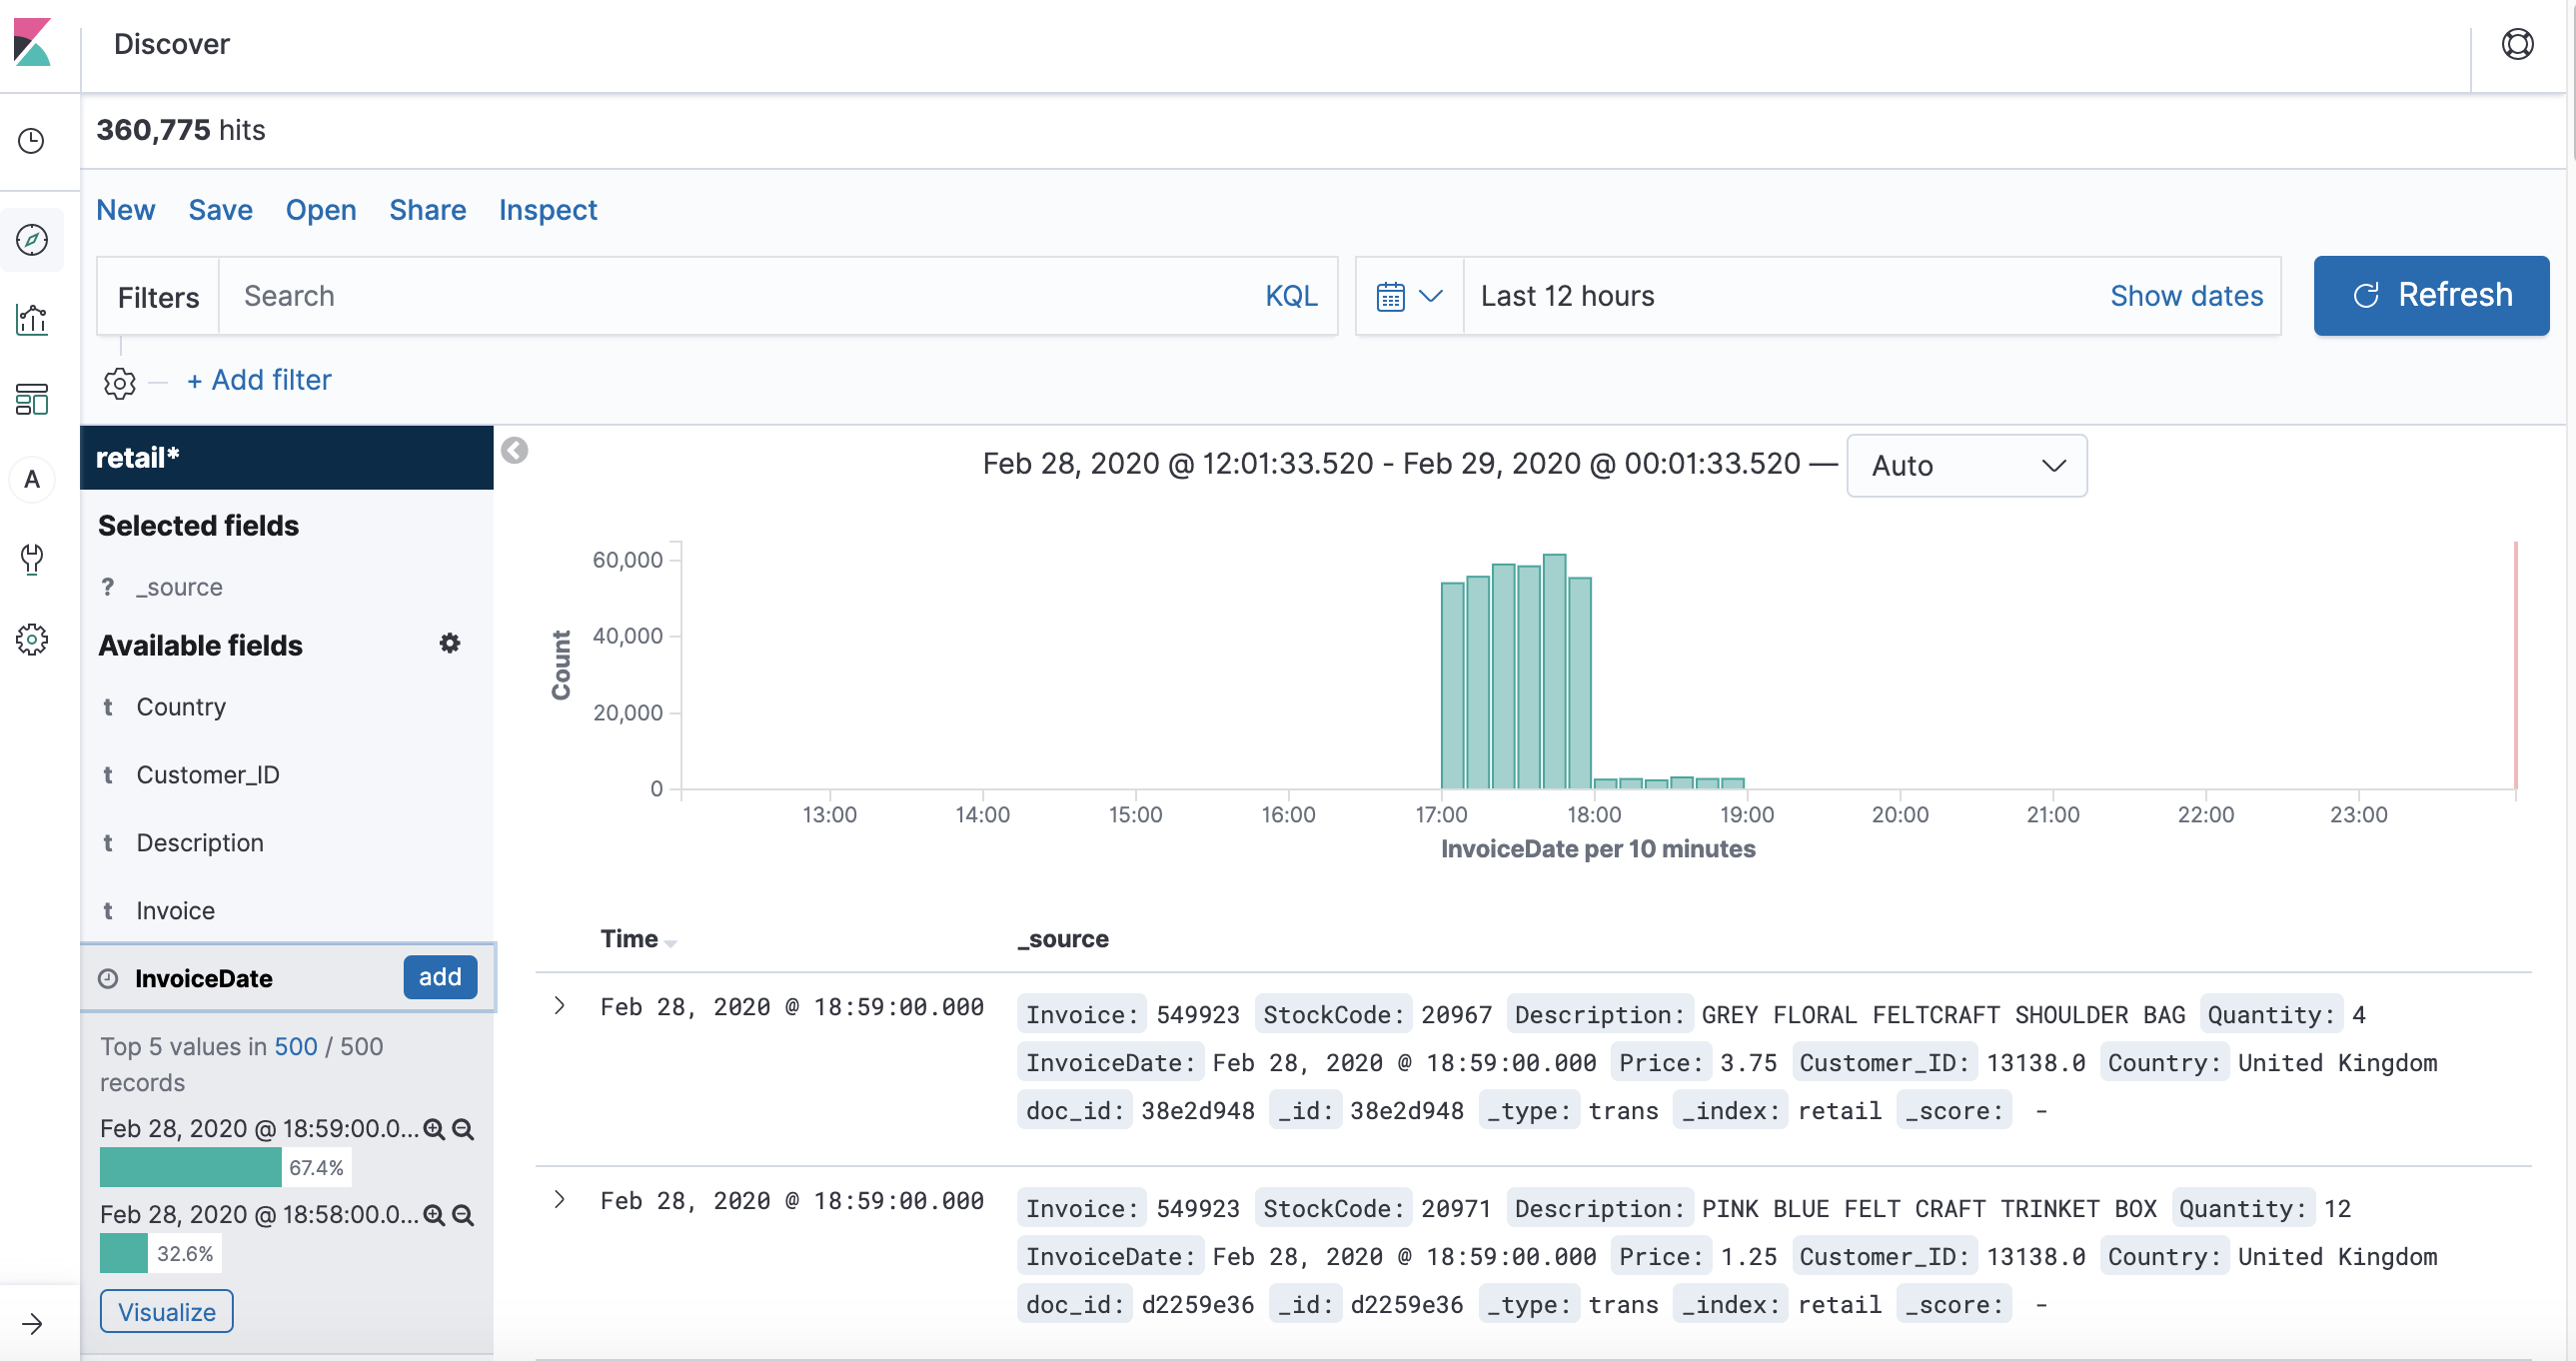 Discover
360,775 hits
New Save Open Share Inspect
Filters Search KQL Last 12 hours Show dates Refresh
+ Add filter
retail*
Selected fields
? _source
Available fields
t Country
t Customer_ID
t Description
t Invoice
InvoiceDate add
Top 5 values in 500 / 500
records
Feb 28, 2020 @ 18:59:00.0...
67.4%
Feb 28, 2020 @ 18:58:00.0...
32.6%
Visualize
A
Feb 28, 2020 @ 12:01:33.520 - Feb 29, 2020 @ 00:01:33.520 — Auto
60,000
40,000
20,000
0
Count
13:00 14:00 15:00 16:00 17:00 18:00 19:00 20:00 21:00 22:00 23:00
InvoiceDate per 10 minutes
Time _source
Feb 28, 2020 @ 18:59:00.000 Invoice: 549923 StockCode: 20967 Description: GREY FLORAL FELTCRAFT SHOULDER BAG Quantity: 4
InvoiceDate: Feb 28, 2020 @ 18:59:00.000 Price: 3.75 Customer_ID: 13138.0 Country: United Kingdom
doc_id: 38e2d948 _id: 38e2d948 _type: trans _index: retail _score: -
Feb 28, 2020 @ 18:59:00.000 Invoice: 549923 StockCode: 20971 Description: PINK BLUE FELT CRAFT TRINKET BOX Quantity: 12
InvoiceDate: Feb 28, 2020 @ 18:59:00.000 Price: 1.25 Customer_ID: 13138.0 Country: United Kingdom
doc_id: d2259e36 _id: d2259e36 _type: trans _index: retail _score: -